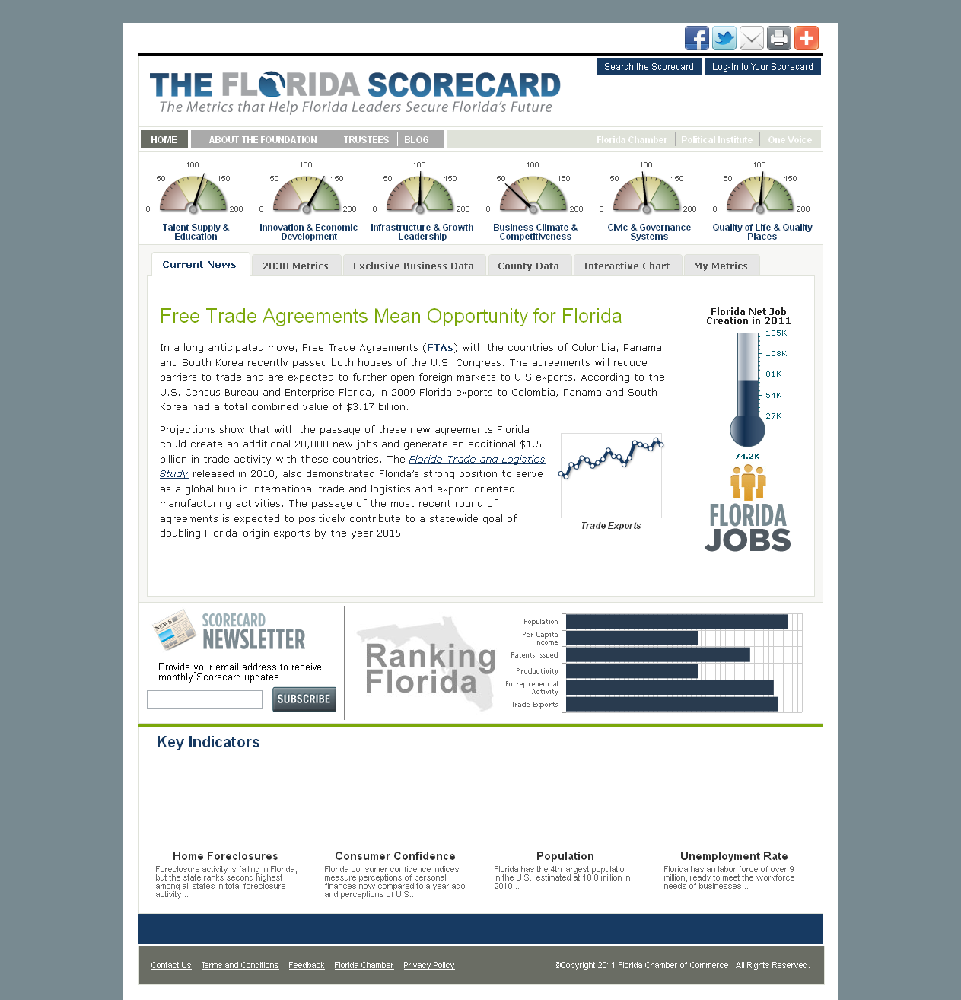 Search the Scorecard
Log-In to Your Scorecard
THE FLORIDA SCORECARD
The Metrics that Help Florida Leaders Secure Florida's Future
HOME
ABOUT THE FOUNDATION
TRUSTEES
BLOG
Florida Chamber
Political Institute
One Voice
0 50 100 150 200
0 50 100 150 200
0 50 100 150 200
0 50 100 150 200
0 50 100 150 200
0 50 100 150 200
Talent Supply &
Education
Innovation & Economic
Development
Infrastructure & Growth
Leadership
Business Climate &
Competitiveness
Civic & Governance
Systems
Quality of Life & Quality
Places
Current News
2030 Metrics
Exclusive Business Data
County Data
Interactive Chart
My Metrics
Free Trade Agreements Mean Opportunity for Florida
In a long anticipated move, Free Trade Agreements (FTAs) with the countries of Colombia, Panama
and South Korea recently passed both houses of the U.S. Congress. The agreements will reduce
barriers to trade and are expected to further open foreign markets to U.S exports. According to the
U.S. Census Bureau and Enterprise Florida, in 2009 Florida exports to Colombia, Panama and South
Korea had a total combined value of $3.17 billion.
Projections show that with the passage of these new agreements Florida
could create an additional 20,000 new jobs and generate an additional $1.5
billion in trade activity with these countries. The Florida Trade and Logistics
Study released in 2010, also demonstrated Florida's strong position to serve
as a global hub in international trade and logistics and export-oriented
manufacturing activities. The passage of the most recent round of
agreements is expected to positively contribute to a statewide goal of
doubling Florida-origin exports by the year 2015.
Trade Exports
Florida Net Job
Creation in 2011
135K
108K
81K
54K
27K
74.2K
FLORIDA
JOBS
NEWS
SCORECARD
NEWSLETTER
Provide your email address to receive
monthly Scorecard updates
SUBSCRIBE
Ranking
Florida
Population
Per Capita
Income
Patents Issued
Productivity
Entrepreneurial
Activity
Trade Exports
Key Indicators
Home Foreclosures
Foreclosure activity is falling in Florida,
but the state ranks second highest
among all states in total foreclosure
activity...
Consumer Confidence
Florida consumer confidence indices
measure perceptions of personal
finances now compared to a year ago
and perceptions of U.S...
Population
Florida has the 4th largest population
in the U.S., estimated at 18.8 million in
2010...
Unemployment Rate
Florida has an labor force of over 9
million, ready to meet the workforce
needs of businesses...
Contact Us
Terms and Conditions
Feedback
Florida Chamber
Privacy Policy
©Copyright 2011 Florida Chamber of Commerce. All Rights Reserved.